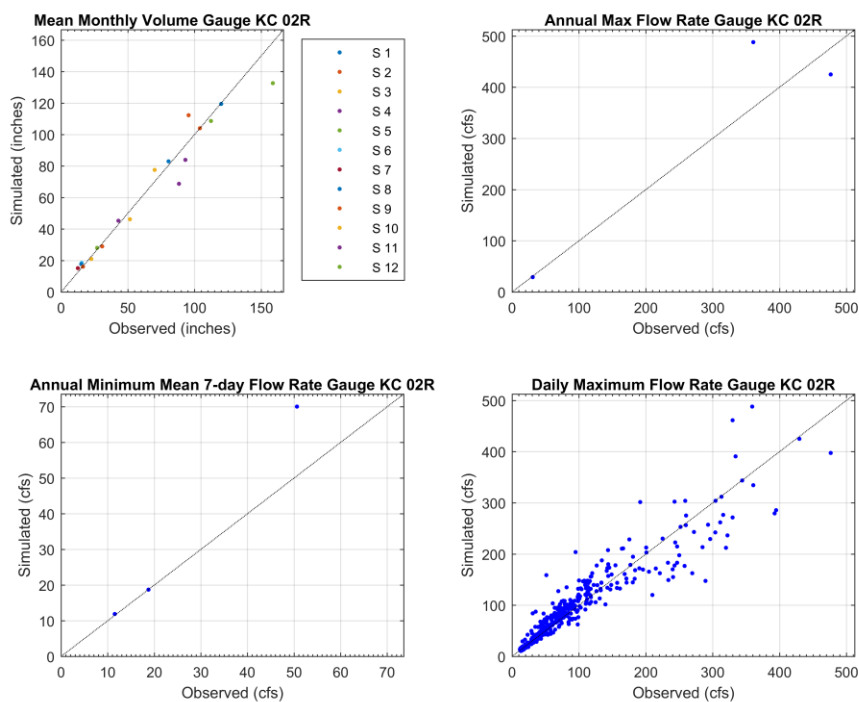 Mean Monthly Volume Gauge KC 02R
160
140
120
100
80
60
40
20
0
0 50 100 150
Simulated (inches)
Observed (inches)
S 1
S 2
S 3
S 4
S 5
S 6
S 7
S 8
S 9
S 10
S 11
S 12
Annual Max Flow Rate Gauge KC 02R
500
400
300
200
100
0
0 100 200 300 400 500
Simulated (cfs)
Observed (cfs)
Annual Minimum Mean 7-day Flow Rate Gauge KC 02R
70
60
50
40
30
20
10
0
0 10 20 30 40 50 60 70
Simulated (cfs)
Observed (cfs)
Daily Maximum Flow Rate Gauge KC 02R
500
400
300
200
100
0
0 100 200 300 400 500
Simulated (cfs)
Observed (cfs)